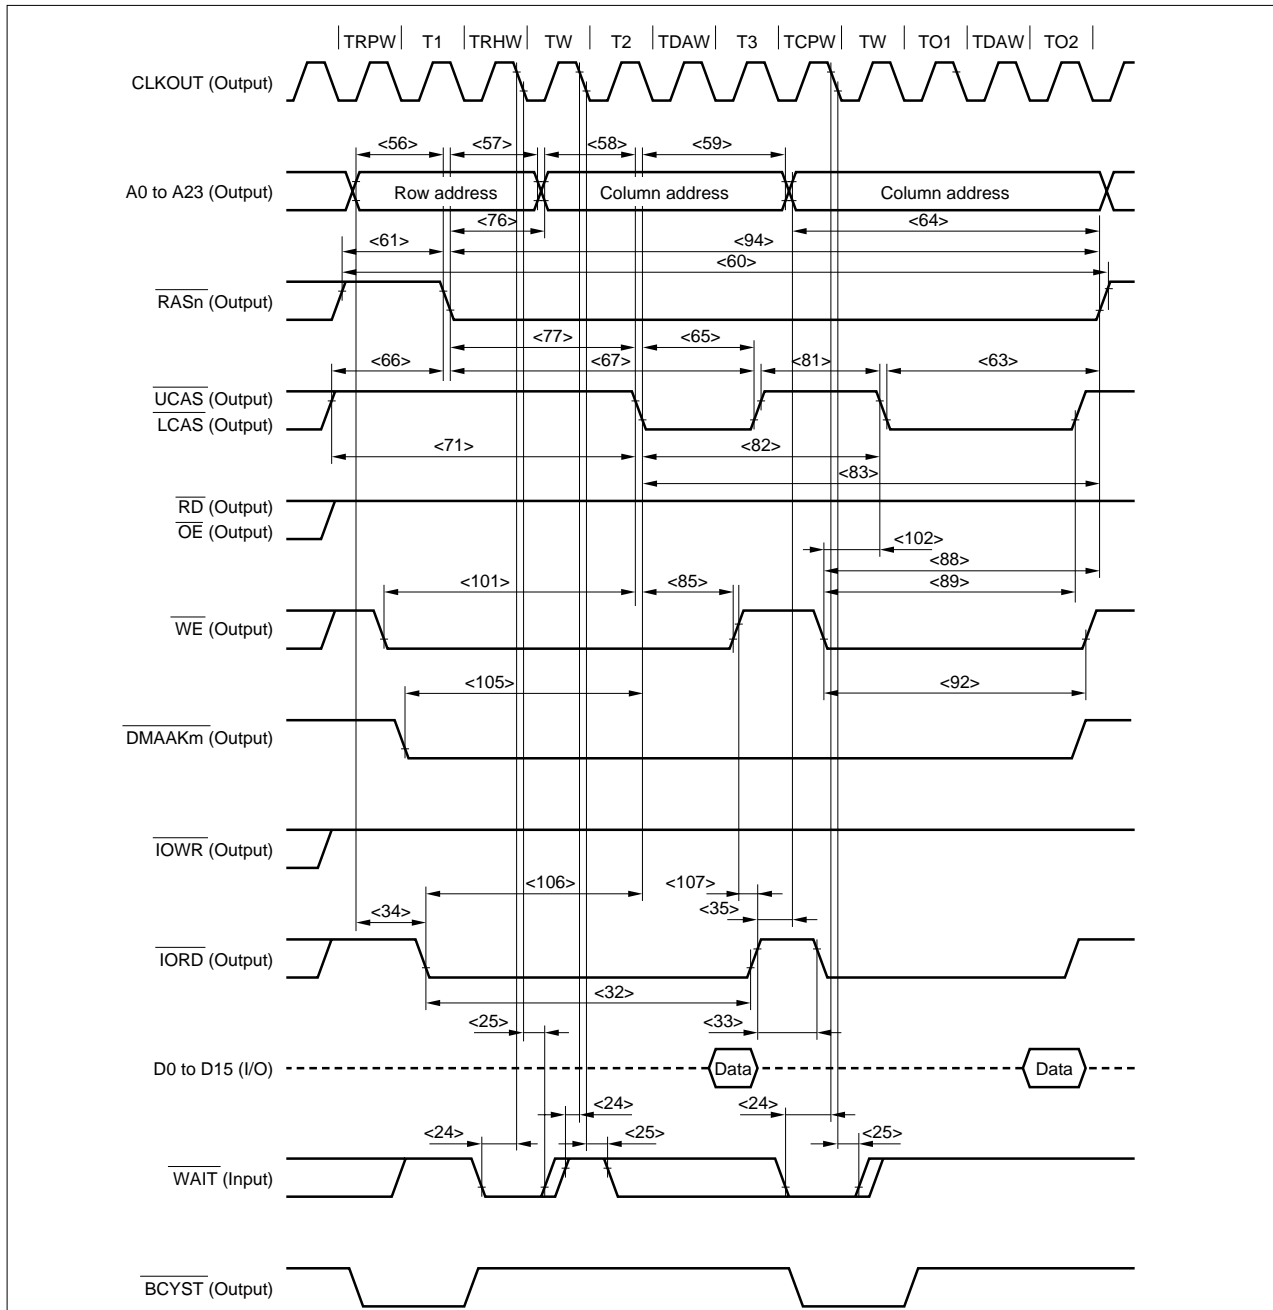 TRPW T1 TRHW TW T2 TDAW T3 TCPW TW TO1 TDAW TO2
CLKOUT (Output)
<56> <57> <58> <59>
A0 to A23 (Output) Row address Column address Column address
<76> <64>
<61> <94>
<60>
RASn (Output)
<77> <65>
<66> <67> <81> <63>
UCAS (Output)
LCAS (Output)
<71> <82>
<83>
RD (Output)
OE (Output)
<102>
<88>
<101> <85> <89>
WE (Output)
<105> <92>
DMAAKm (Output)
IOWR (Output)
<106> <107>
<34> <35>
IORD (Output)
<32>
<25> <33>
D0 to D15 (I/O) Data Data
<24> <24>
<24> <25> <25>
WAIT (Input)
BCYST (Output)